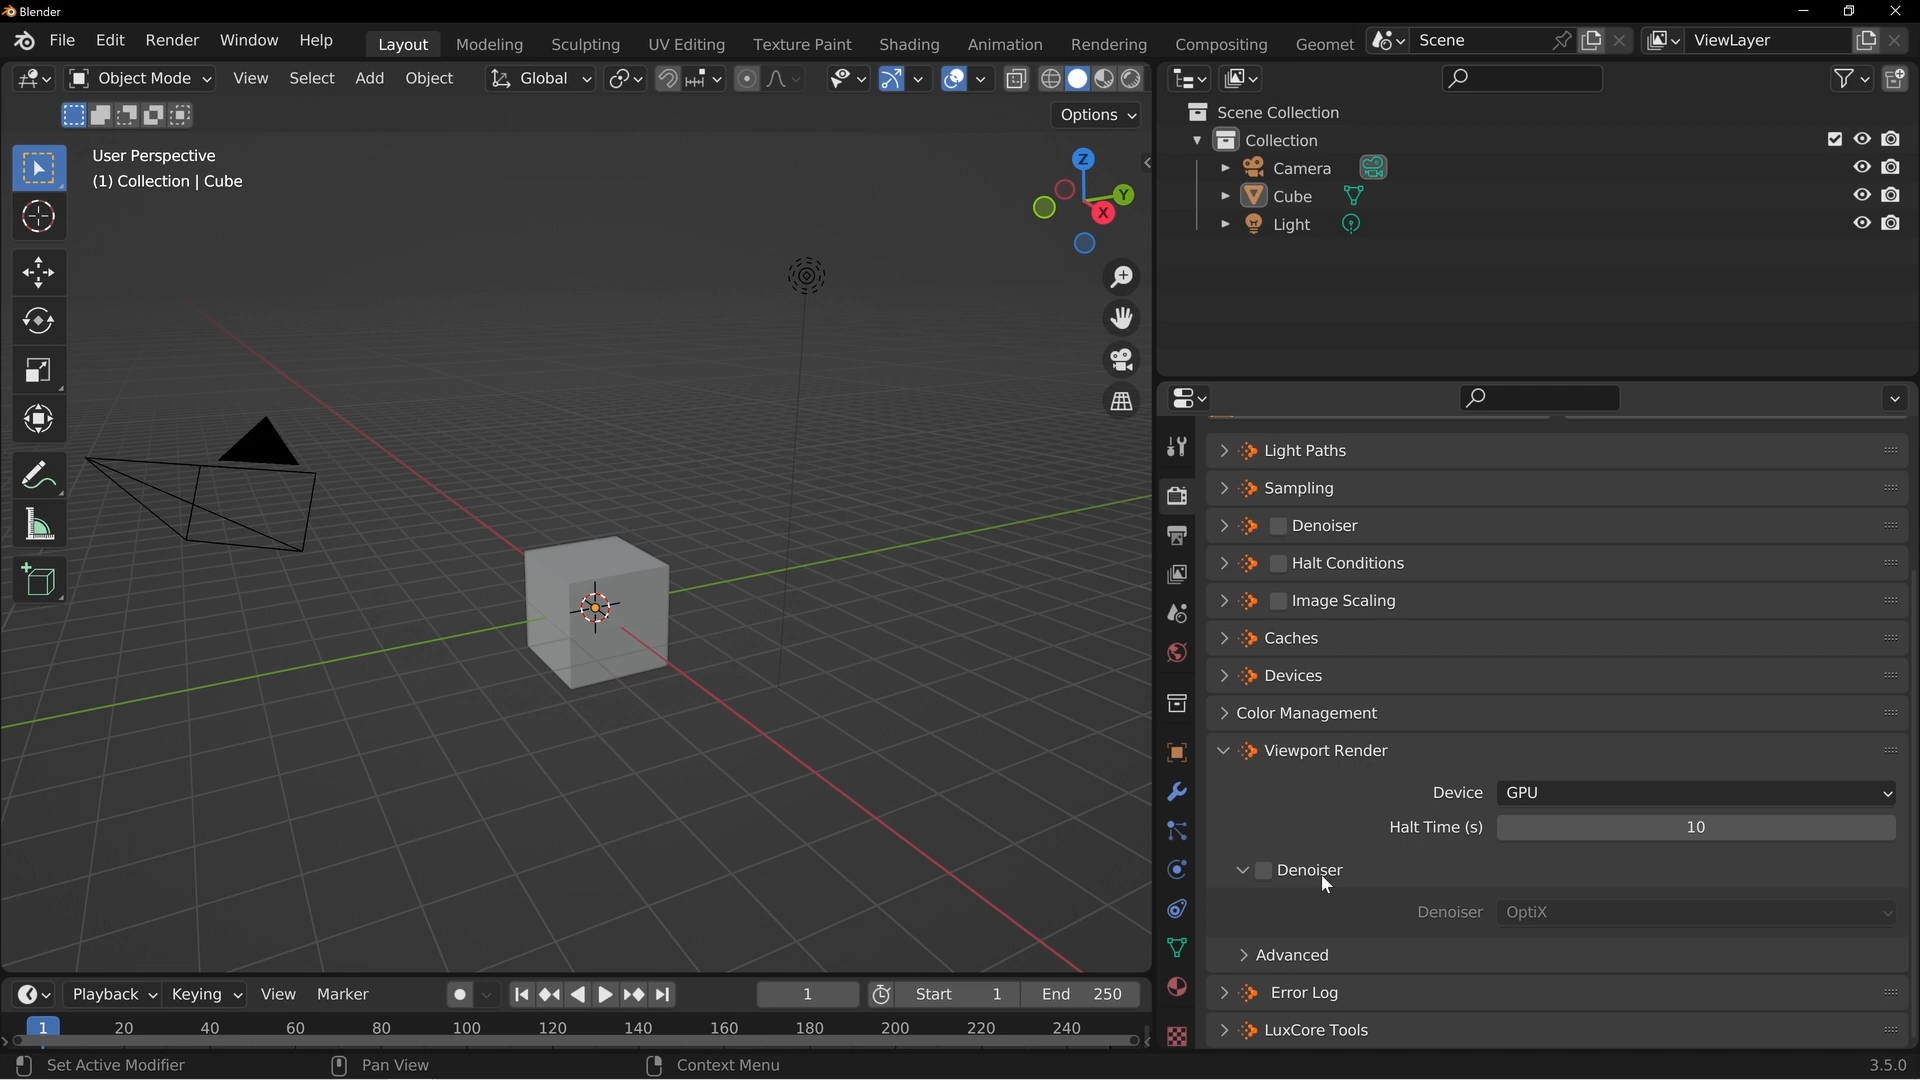 Blender
File Edit Render Window Help Layout Modeling Sculpting UV Editing Texture Paint Shading Animation Rendering Compositing Geomet Scene ViewLayer
Object Mode View Select Add Object Global
Options
User Perspective
(1) Collection | Cube
Z
Y
X
Scene Collection
Collection
Camera
Cube
Light
Light Paths
Sampling
Denoiser
Halt Conditions
Image Scaling
Caches
Devices
Color Management
Viewport Render
Device GPU
Halt Time (s) 10
Denoiser
Denoiser OptiX
Advanced
Error Log
LuxCore Tools
Playback Keying View Marker 1 Start 1 End 250
1 20 40 60 80 100 120 140 160 180 200 220 240
Set Active Modifier Pan View Context Menu 3.5.0